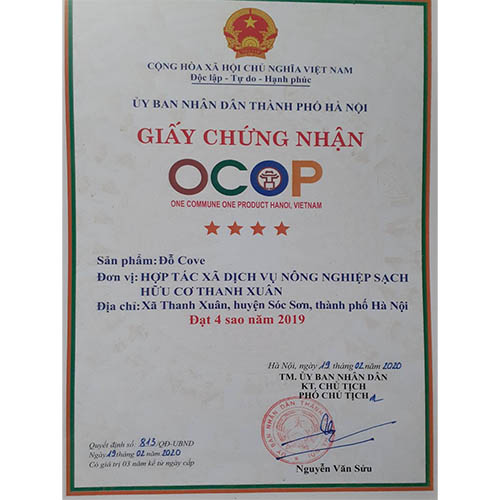 CỘNG HÒA XÃ HỘI CHỦ NGHĨA VIỆT NAM
Độc lập - Tự do - Hạnh phúc
ỦY BAN NHÂN DÂN THÀNH PHỐ HÀ NỘI
GIẤY CHỨNG NHẬN
OCOP
ONE COMMUNE ONE PRODUCT HANOI, VIETNAM
Sản phẩm: Đỗ Cove
Đơn vị: HỢP TÁC XÃ DỊCH VỤ NÔNG NGHIỆP SẠCH
HỮU CƠ THANH XUÂN
Địa chỉ: Xã Thanh Xuân, huyện Sóc Sơn, thành phố Hà Nội
Đạt 4 sao năm 2019
Hà Nội, ngày 19 tháng 02 năm 2020
TM. ỦY BAN NHÂN DÂN
KT. CHỦ TỊCH
PHÓ CHỦ TỊCH
Quyết định số: 813/QĐ-UBND
Ngày 19 tháng 02 năm 2020
Có giá trị 03 năm kể từ ngày cấp
Nguyễn Văn Sửu